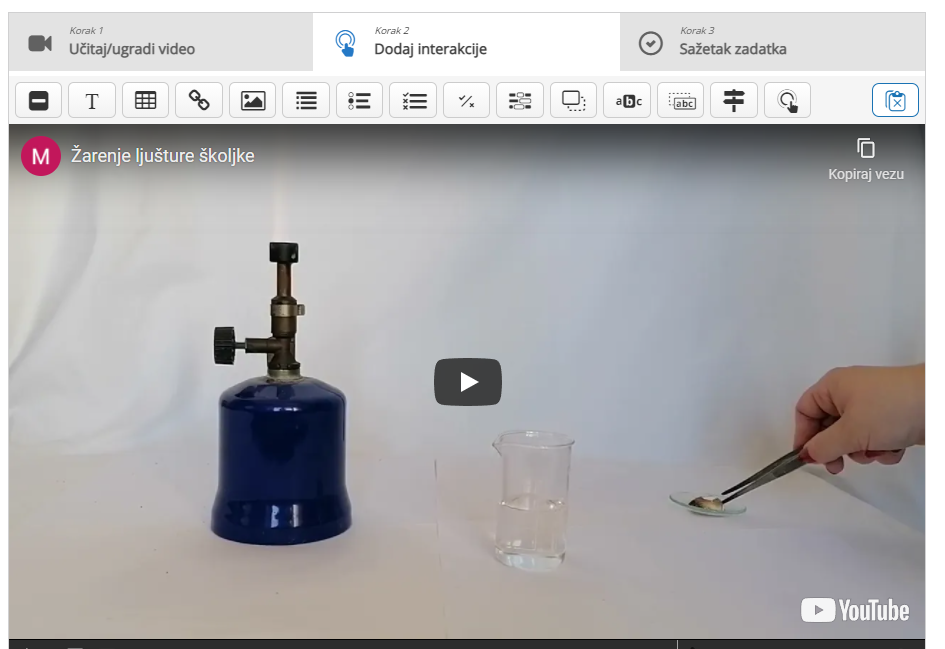 Korak 1
Učitaj/ugradi video
Korak 2
Dodaj interakcije
Korak 3
Sažetak zadatka
T
abc
abc
M
Žarenje ljušture školjke
Kopiraj vezu
YouTube